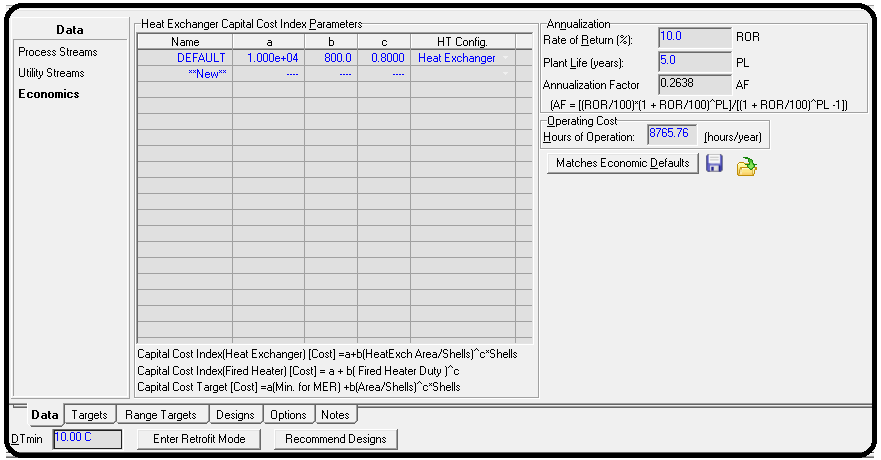 Data
Process Streams
Utility Streams
Economics
Heat Exchanger Capital Cost Index Parameters
Name a b c HT Config.
DEFAULT 1.000e+04 800.0 0.8000 Heat Exchanger
**New** ---- ---- ----
Capital Cost Index(Heat Exchanger) [Cost] =a+b(HeatExch Area/Shells)^c*Shells
Capital Cost Index(Fired Heater) [Cost] = a + b( Fired Heater Duty )^c
Capital Cost Target [Cost] =a(Min. for MER) +b(Area/Shells)^c*Shells
Annualization
Rate of Return (%): 10.0 ROR
Plant Life (years): 5.0 PL
Annualization Factor 0.2638 AF
(AF = [(ROR/100)*(1 + ROR/100)^PL]/[(1 + ROR/100)^PL -1])
Operating Cost
Hours of Operation: 8765.76 (hours/year)
Matches Economic Defaults
Data Targets Range Targets Designs Options Notes
DTmin 10.00 C Enter Retrofit Mode Recommend Designs